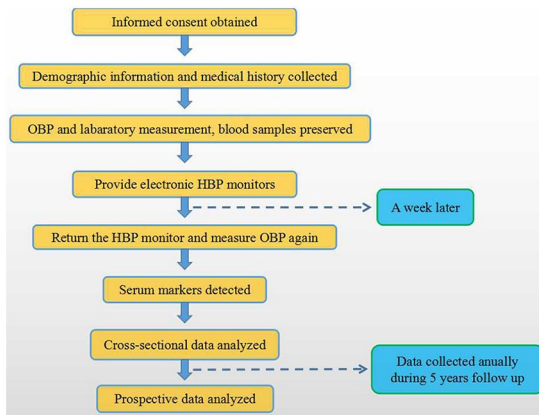 Informed consent obtained
Demographic information and medical history collected
OBP and labaratory measurement, blood samples preserved
Provide electronic HBP monitors
A week later
Return the HBP monitor and measure OBP again
Serum markers detected
Cross-sectional data analyzed
Data collected anually
during 5 years follow up
Prospective data analyzed